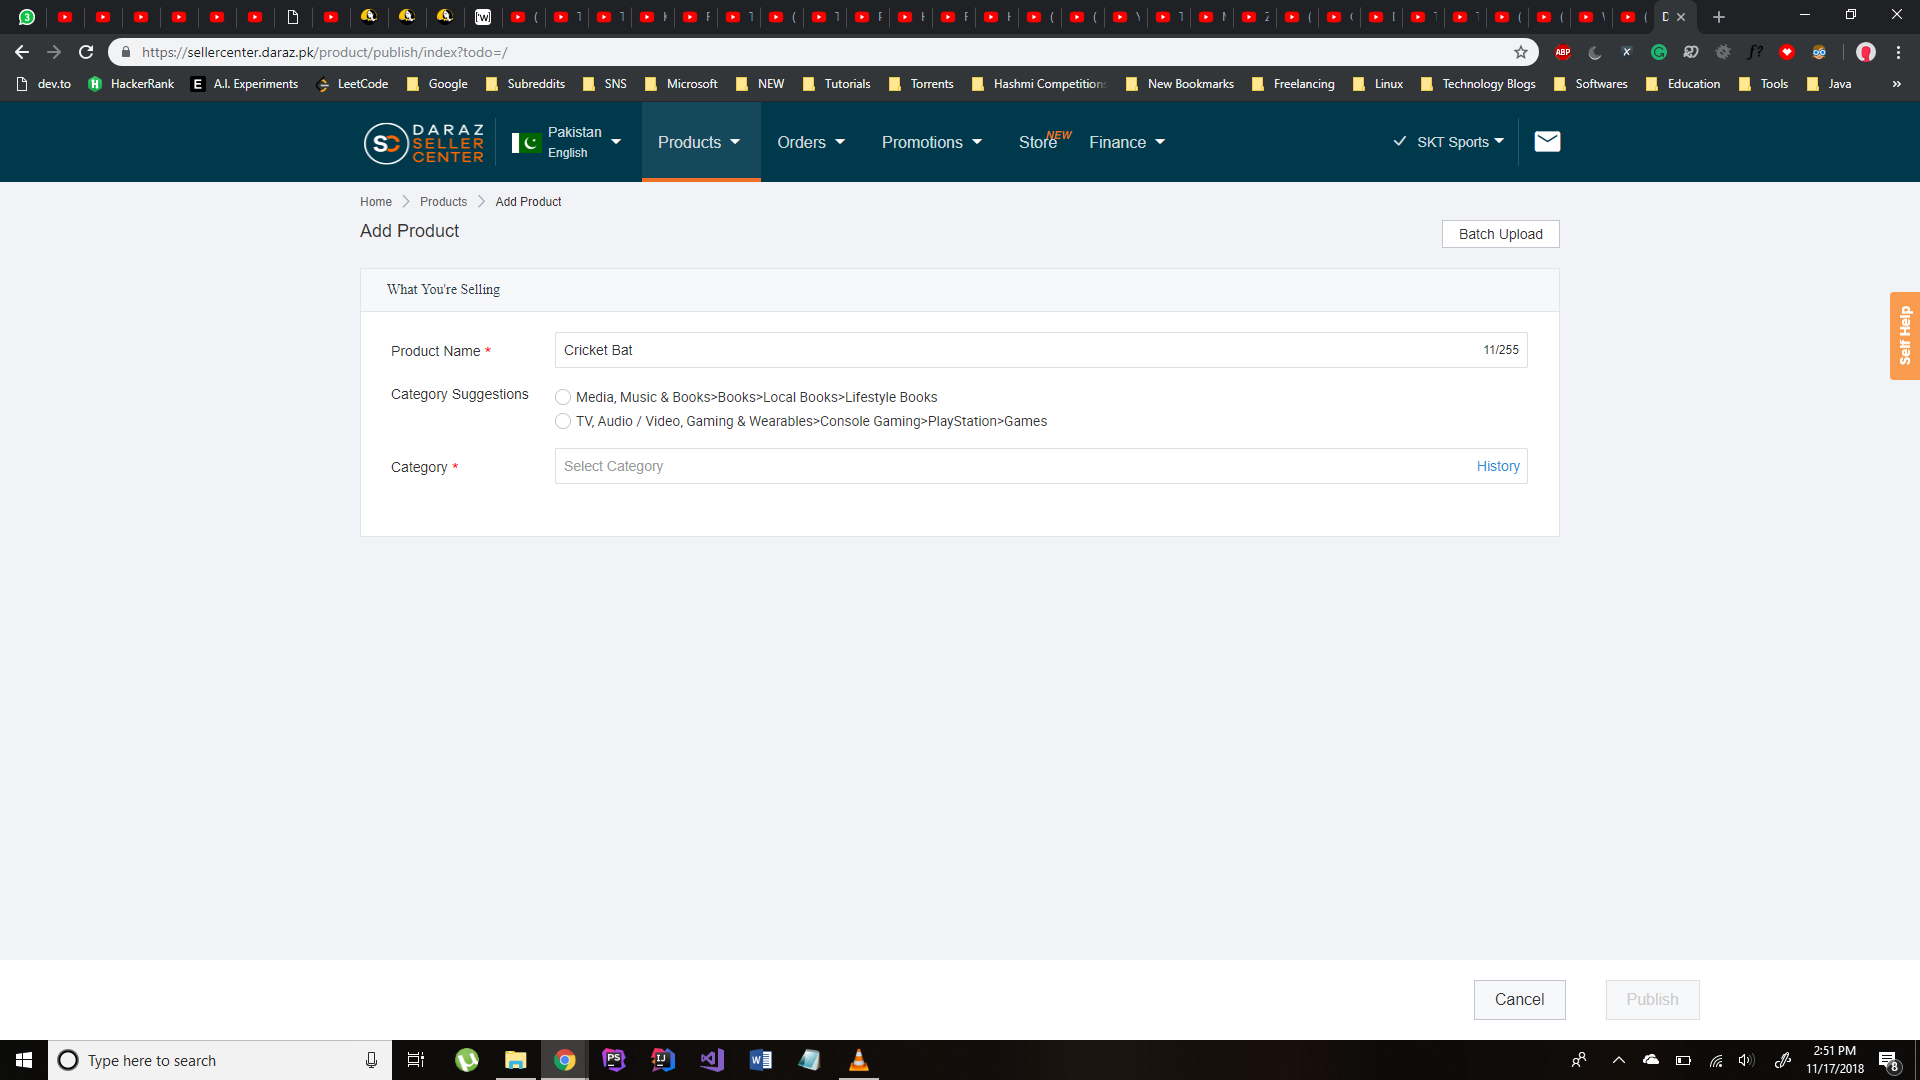 https://sellercenter.daraz.pk/product/publish/index?todo=/
dev.to HackerRank A.I. Experiments LeetCode Google Subreddits SNS Microsoft NEW Tutorials Torrents Hashmi Competitions New Bookmarks Freelancing Linux Technology Blogs Softwares Education Tools Java »
SC DARAZ SELLER CENTER
Pakistan
English
Products Orders Promotions Store NEW Finance
SKT Sports
Home Products Add Product
Add Product
Batch Upload
What You're Selling
Product Name * Cricket Bat 11/255
Category Suggestions
Media, Music & Books>Books>Local Books>Lifestyle Books
TV, Audio / Video, Gaming & Wearables>Console Gaming>PlayStation>Games
Category * Select Category History
Self Help
Cancel Publish
Type here to search
2:51 PM
11/17/2018
8